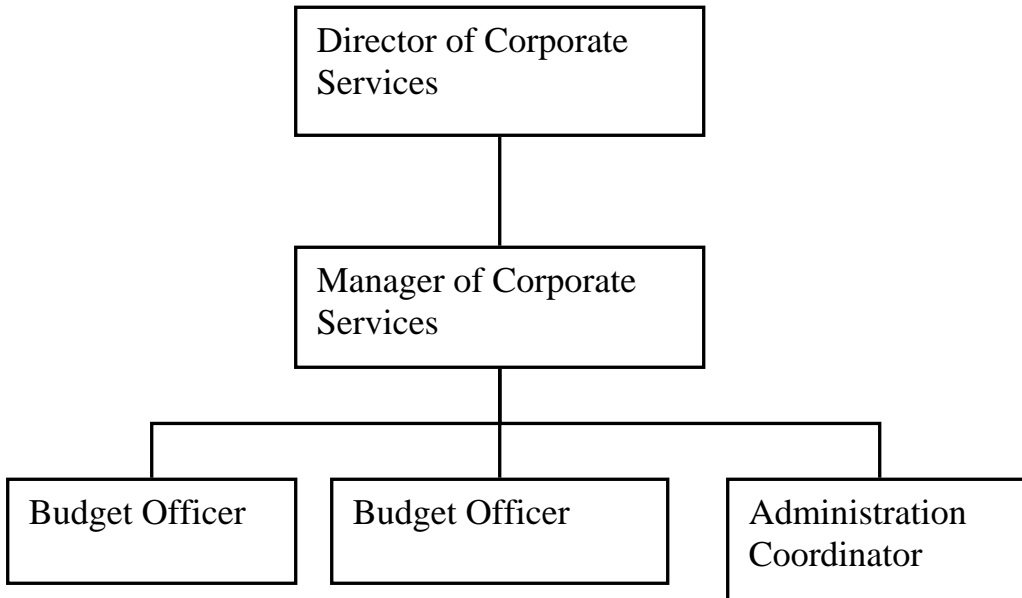 Director of Corporate
Services
Manager of Corporate
Services
Budget Officer
Budget Officer
Administration
Coordinator